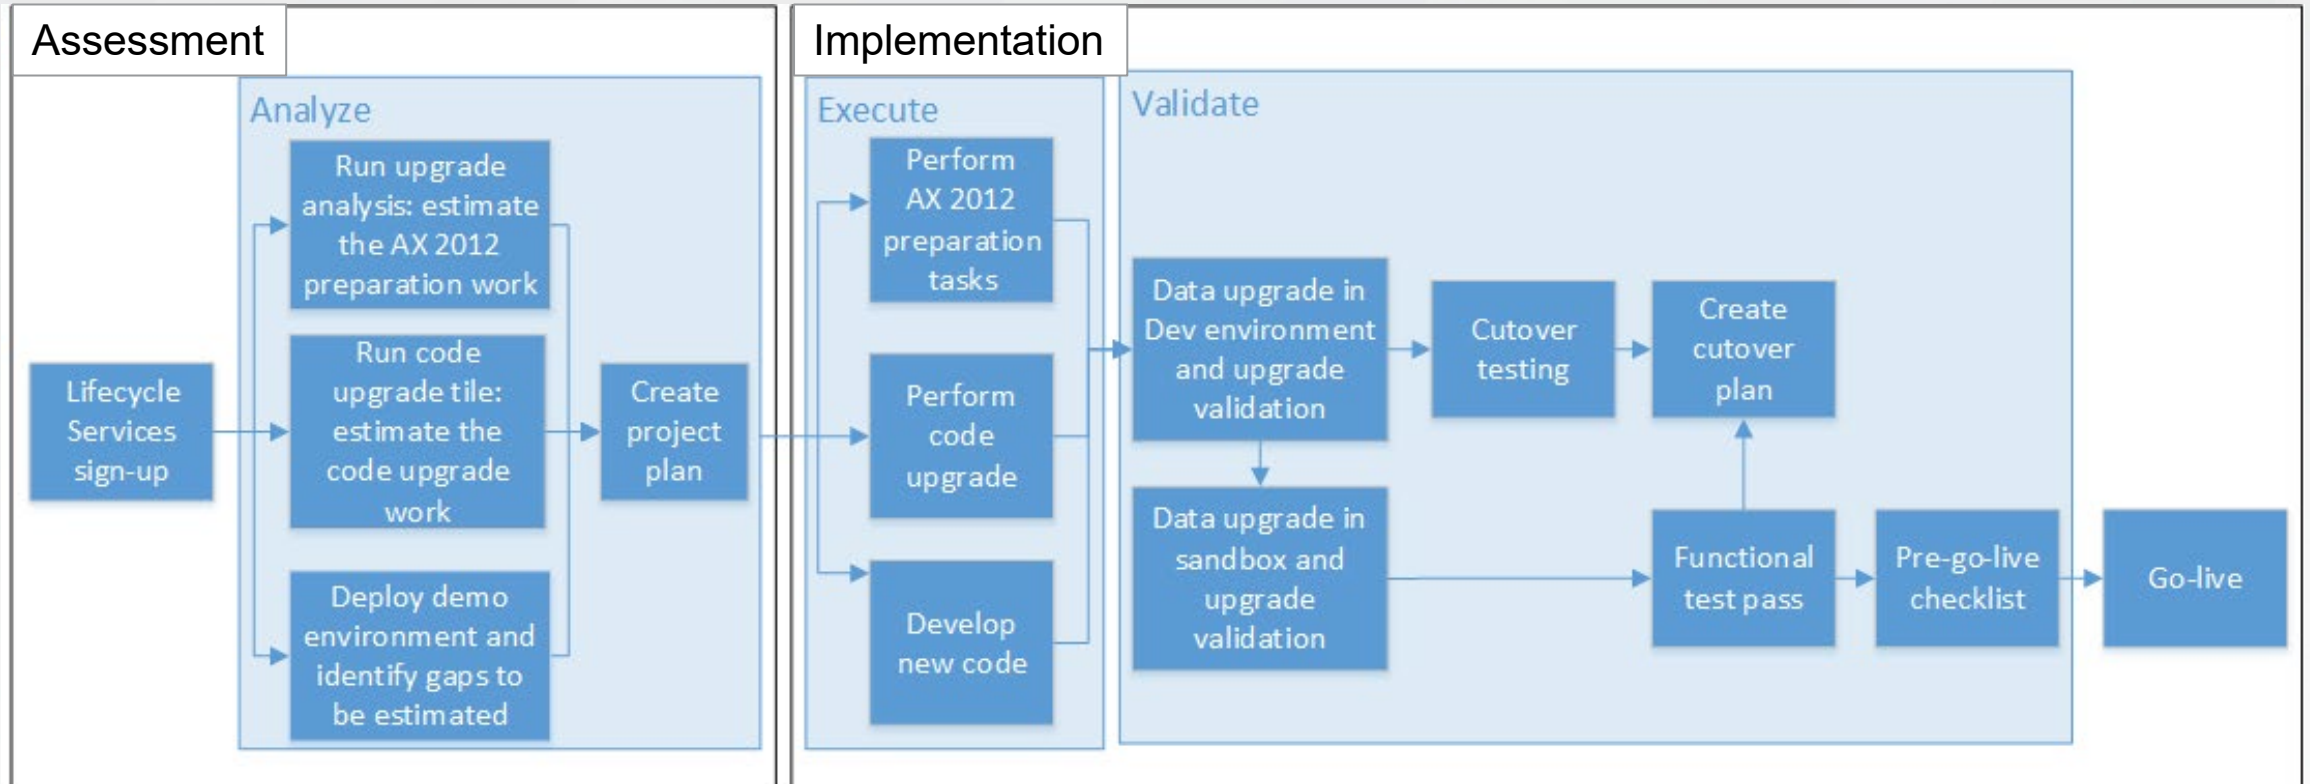 Assessment
Lifecycle
Services
sign-up
Analyze
Run upgrade
analysis: estimate
the AX 2012
preparation work
Run code
upgrade tile:
estimate the
code upgrade
work
Deploy demo
environment and
identify gaps to
be estimated
Create
project
plan
Implementation
Execute
Perform
AX 2012
preparation
tasks
Perform
code
upgrade
Develop
new code
Validate
Data upgrade in
Dev environment
and upgrade
validation
Cutover
testing
Create
cutover
plan
Data upgrade in
sandbox and
upgrade
validation
Functional
test pass
Pre-go-live
checklist
Go-live